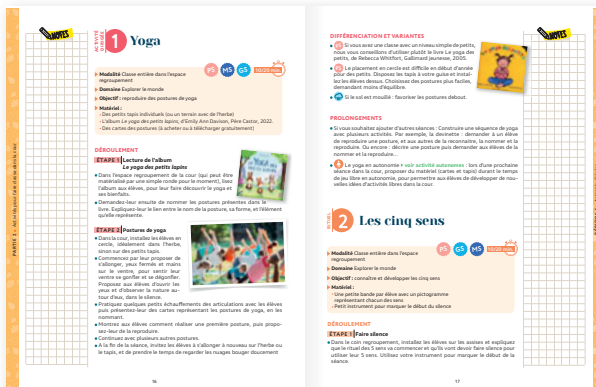 NOTES
ACTIVITÉ
1 Yoga
PS MS GS 10/20 min.
Modalité Classe entière dans l'espace
regroupement
Domaine Explorer le monde
Objectif : reproduire des postures de yoga
Matériel :
- Des petits tapis individuels (ou un terrain avec de l'herbe)
- L'album Le yoga des petits lapins, d'Emily Ann Davison, Père Castor, 2022.
- Des cartes des postures (à acheter ou à télécharger gratuitement)
DÉROULEMENT
ÉTAPE 1 Lecture de l'album
Le yoga des petits lapins
• Dans l'espace regroupement de la cour (qui peut être
matérialisé par une simple ronde pour le moment), lisez
l'album aux élèves, pour leur faire découvrir le yoga et
ses bienfaits.
• Demandez-leur ensuite de nommer les postures présentes dans le
livre. Expliquez-leur le lien entre le nom de la posture, sa forme, et l'élément
qu'elle représente.
ÉTAPE 2 Postures de yoga
• Dans la cour, installez les élèves en
cercle, idéalement dans l'herbe,
sinon sur des petits tapis.
• Commencez par leur proposer de
s'allonger, yeux fermés et mains
sur le ventre, pour sentir leur
ventre se gonfler et se dégonfler.
Proposez aux élèves d'ouvrir les
yeux et d'observer la nature au-
tour d'eux, dans le silence.
• Pratiquez quelques petits échauffements des articulations avec les élèves
puis présentez-leur des cartes représentant les postures de yoga, en les
nommant.
• Montrez aux élèves comment réaliser une première posture, puis propo-
sez-leur de la reproduire.
• Continuez avec plusieurs autres postures.
• A la fin de la séance, invitez les élèves à s'allonger à nouveau sur l'herbe ou
le tapis, et de prendre le temps de regarder les nuages bouger doucement
16
DIFFÉRENCIATION ET VARIANTES
• PS Si vous avez une classe avec un niveau simple de petits,
nous vous conseillons d'utiliser plutôt le livre Le yoga des
petits, de Rebecca Whitfort, Gallimard jeunesse, 2005.
• PS Le placement en cercle est difficile en début d'année
pour des petits. Disposez les tapis à votre guise et instal-
lez les élèves dessus. Choisissez des postures plus faciles,
demandant moins d'équilibre.
• Si le sol est mouillé : favoriser les postures debout.
PROLONGEMENTS
• Si vous souhaitez ajouter d'autres séances : Construire une séquence de yoga
avec plusieurs actions. Par exemple, la devinette : demander à un élève
de reproduire une posture, et aux autres de la reconnaitre, la nommer et la
reproduire. Ou encore : décrire une posture puis demander aux élèves de la
nommer et la reproduire...
• Le yoga en autonomie • voir activité autonomes : lors d'une prochaine
séance dans la cour, proposer du matériel (cartes et tapis) durant le temps
de jeu libre en autonomie, pour permettre aux élèves de développer de nou-
velles idées d'activités libres dans la cour.
RITUEL
2 Les cinq sens
PS GS MS 10/20 min.
Modalité Classe entière dans l'espace
regroupement
Domaine Explorer le monde
Objectif : connaître et développer les cinq sens
Matériel :
- Une petite bande par élève avec un pictogramme
représentant chacun des sens
- Petit instrument pour marquer le début du silence
DÉROULEMENT
ÉTAPE 1 Faire silence
• Dans le coin regroupement, installez les élèves sur les assises et expliquez
que le rituel des 5 sens va commencer et qu'ils vont devoir faire silence pour
utiliser leur 5 sens. Utilisez votre instrument pour marquer le début de la
séance.
17
NOTES